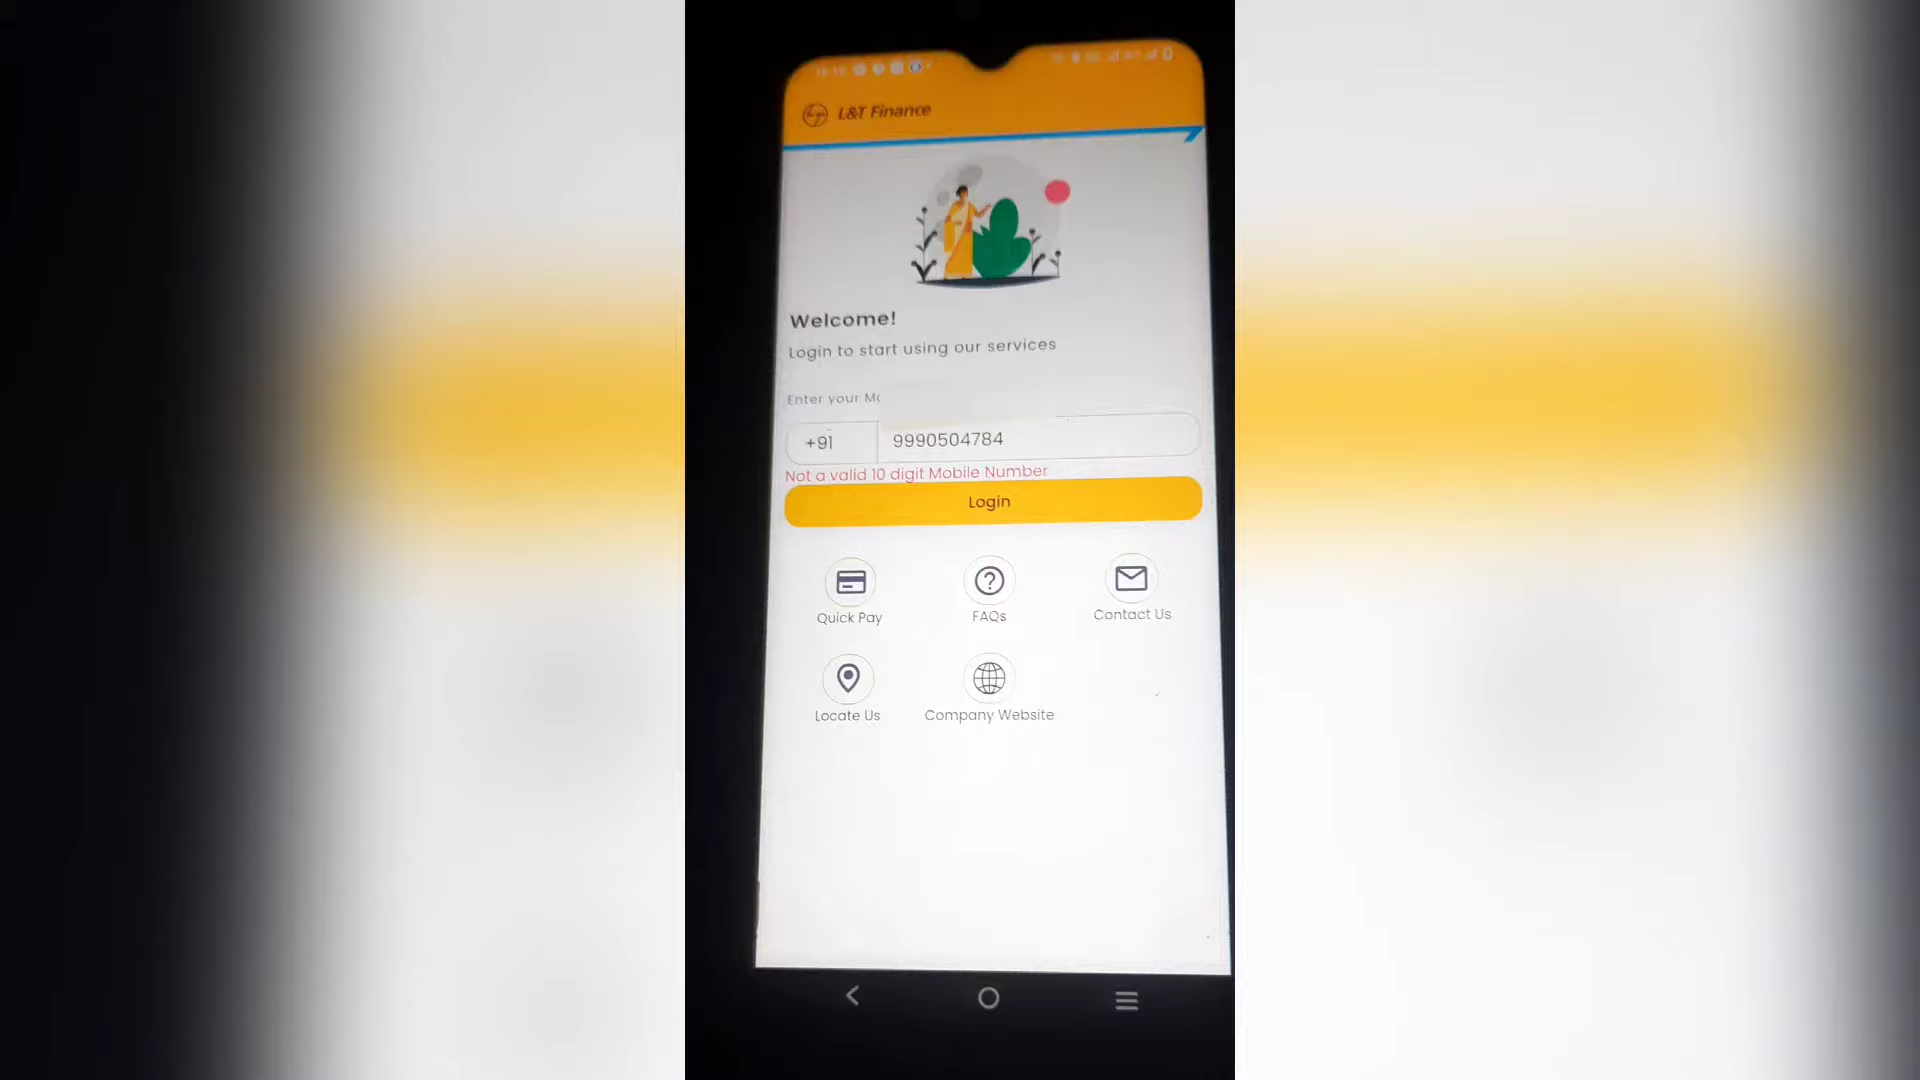 L&T Finance
Welcome!
Login to start using our services
Enter your Mo
+91 9990504784
Not a valid 10 digit Mobile Number
Login
Quick Pay FAQs Contact Us
Locate Us Company Website